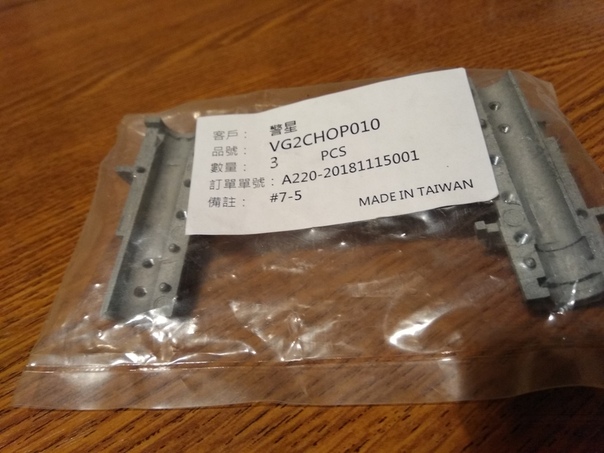 客戶： 警星
品號： VG2CHOP010
數量： 3 PCS
訂單單號： A220-20181115001
備註： #7-5 MADE IN TAIWAN